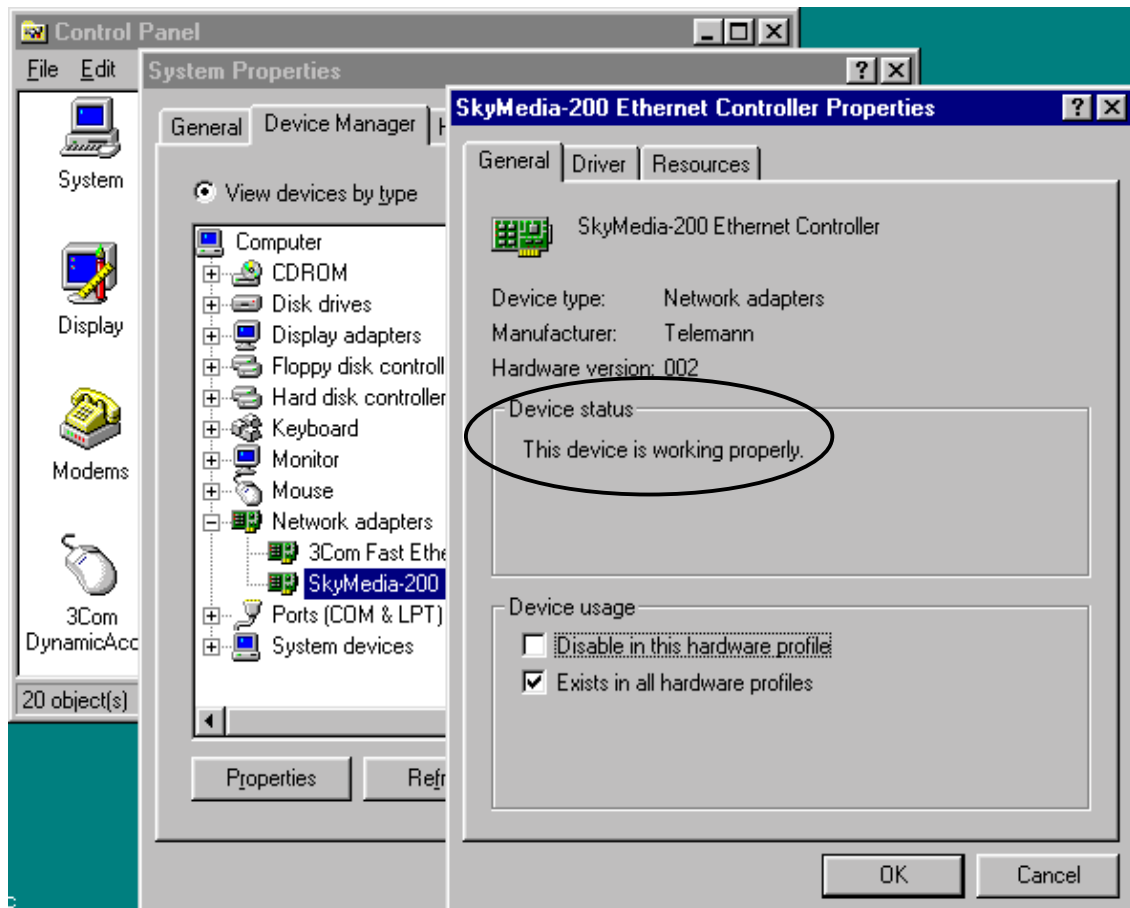 Control Panel
File Edit
System
Display
Modems
3Com
DynamicAcc
20 object(s)
System Properties
General Device Manager H
View devices by type
Computer
CDROM
Disk drives
Display adapters
Floppy disk controll
Hard disk controller
Keyboard
Monitor
Mouse
Network adapters
3Com Fast Ethe
SkyMedia-200
Ports (COM & LPT)
System devices
Properties Refr
SkyMedia-200 Ethernet Controller Properties
General Driver Resources
SkyMedia-200 Ethernet Controller
Device type: Network adapters
Manufacturer: Telemann
Hardware version: 002
Device status
This device is working properly.
Device usage
Disable in this hardware profile
Exists in all hardware profiles
OK Cancel